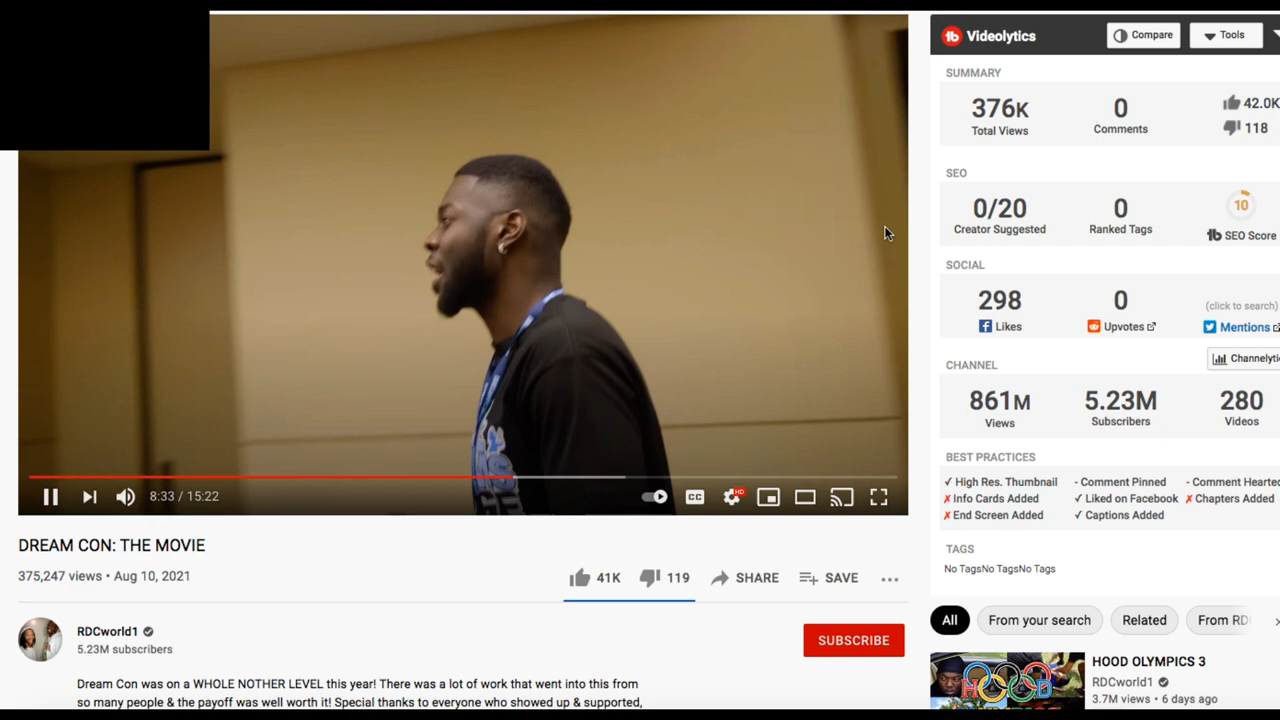 8:33 / 15:22
CC
HD
DREAM CON: THE MOVIE
375,247 views • Aug 10, 2021
41K
119
SHARE
SAVE
RDCworld1
5.23M subscribers
SUBSCRIBE
Dream Con was on a WHOLE NOTHER LEVEL this year! There was a lot of work that went into this from
so many people & the payoff was well worth it! Special thanks to everyone who showed up & supported,
tb Videolytics
Compare
Tools
SUMMARY
376K 0 42.0K
Total Views Comments 118
SEO
0/20 0 10
Creator Suggested Ranked Tags tb SEO Score
SOCIAL
298 0 (click to search)
Likes Upvotes Mentions
Channelyti
CHANNEL
861M 5.23M 280
Views Subscribers Videos
BEST PRACTICES
✓ High Res. Thumbnail - Comment Pinned - Comment Hearted
✗ Info Cards Added ✓ Liked on Facebook ✗ Chapters Added
✗ End Screen Added ✓ Captions Added
TAGS
No TagsNo TagsNo Tags
All From your search Related From RD
HOOD OLYMPICS 3
RDCworld1
3.7M views • 6 days ago